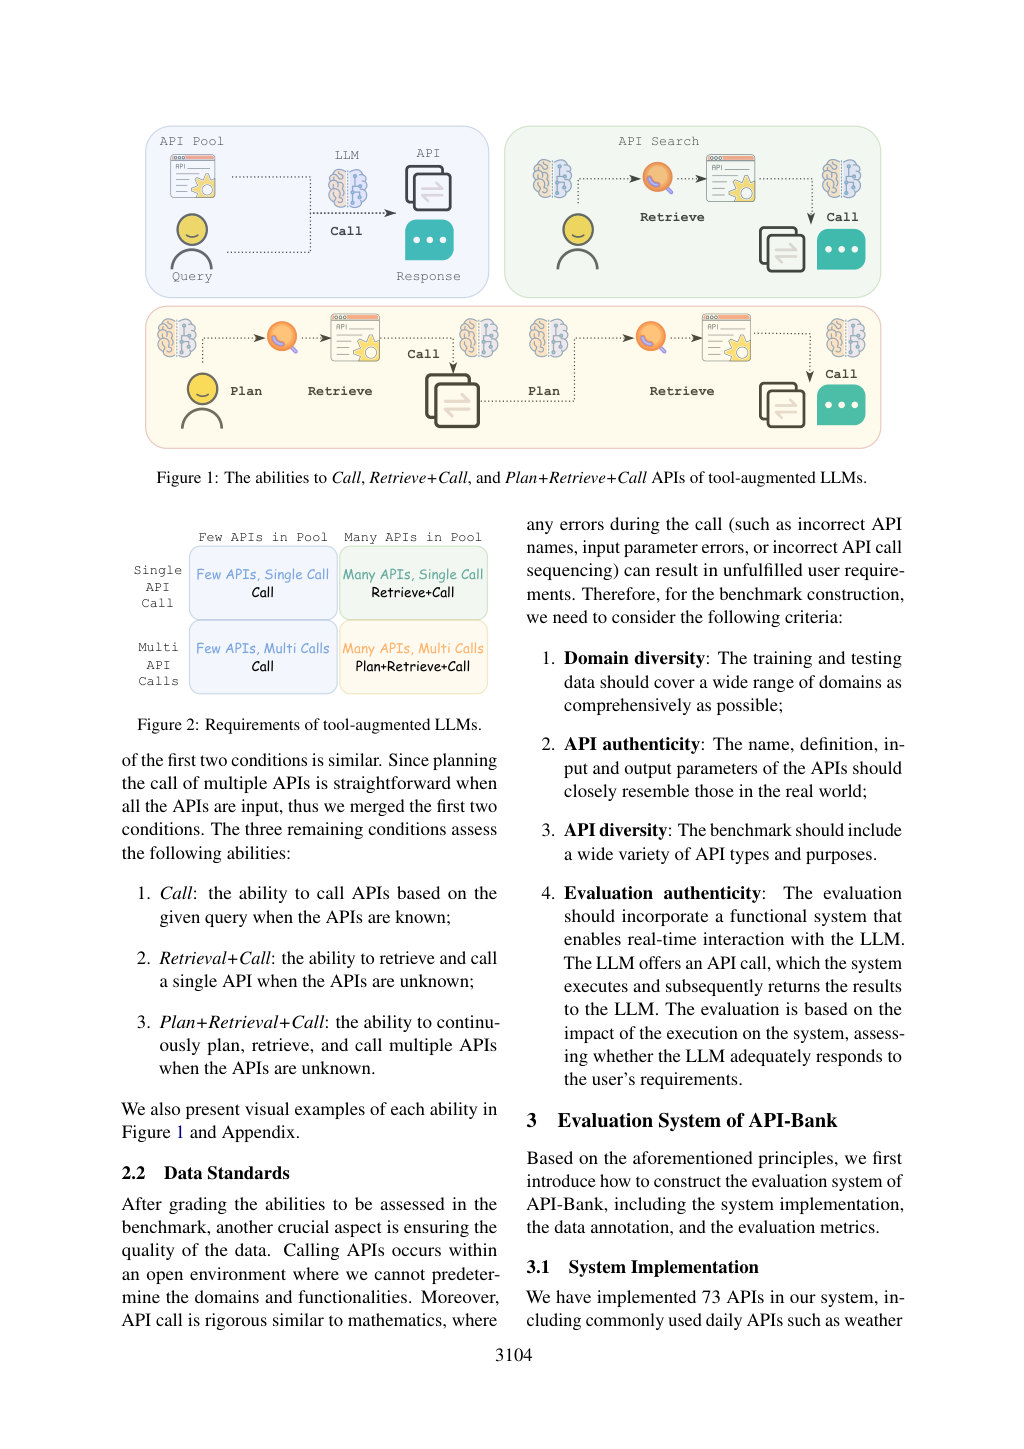 API Pool
LLM
API
API
Call
Query
Response
API Search
API
Retrieve
Call
API
Call
Plan
Retrieve
Plan
API
Retrieve
Call
Figure 1: The abilities to Call, Retrieve+Call, and Plan+Retrieve+Call APIs of tool-augmented LLMs.
Few APIs in Pool Many APIs in Pool
Single
API
Call
Few APIs, Single Call
Call
Many APIs, Single Call
Retrieve+Call
Multi
API
Calls
Few APIs, Multi Calls
Call
Many APIs, Multi Calls
Plan+Retrieve+Call
Figure 2: Requirements of tool-augmented LLMs.
of the first two conditions is similar. Since planning
the call of multiple APIs is straightforward when
all the APIs are input, thus we merged the first two
conditions. The three remaining conditions assess
the following abilities:
1. Call: the ability to call APIs based on the
given query when the APIs are known;
2. Retrieval+Call: the ability to retrieve and call
a single API when the APIs are unknown;
3. Plan+Retrieval+Call: the ability to continu-
ously plan, retrieve, and call multiple APIs
when the APIs are unknown.
We also present visual examples of each ability in
Figure 1 and Appendix.
2.2 Data Standards
After grading the abilities to be assessed in the
benchmark, another crucial aspect is ensuring the
quality of the data. Calling APIs occurs within
an open environment where we cannot predeter-
mine the domains and functionalities. Moreover,
API call is rigorous similar to mathematics, where
any errors during the call (such as incorrect API
names, input parameter errors, or incorrect API call
sequencing) can result in unfulfilled user require-
ments. Therefore, for the benchmark construction,
we need to consider the following criteria:
1. Domain diversity: The training and testing
data should cover a wide range of domains as
comprehensively as possible;
2. API authenticity: The name, definition, in-
put and output parameters of the APIs should
closely resemble those in the real world;
3. API diversity: The benchmark should include
a wide variety of API types and purposes.
4. Evaluation authenticity: The evaluation
should incorporate a functional system that
enables real-time interaction with the LLM.
The LLM offers an API call, which the system
executes and subsequently returns the results
to the LLM. The evaluation is based on the
impact of the execution on the system, assess-
ing whether the LLM adequately responds to
the user's requirements.
3 Evaluation System of API-Bank
Based on the aforementioned principles, we first
introduce how to construct the evaluation system of
API-Bank, including the system implementation,
the data annotation, and the evaluation metrics.
3.1 System Implementation
We have implemented 73 APIs in our system, in-
cluding commonly used daily APIs such as weather
3104